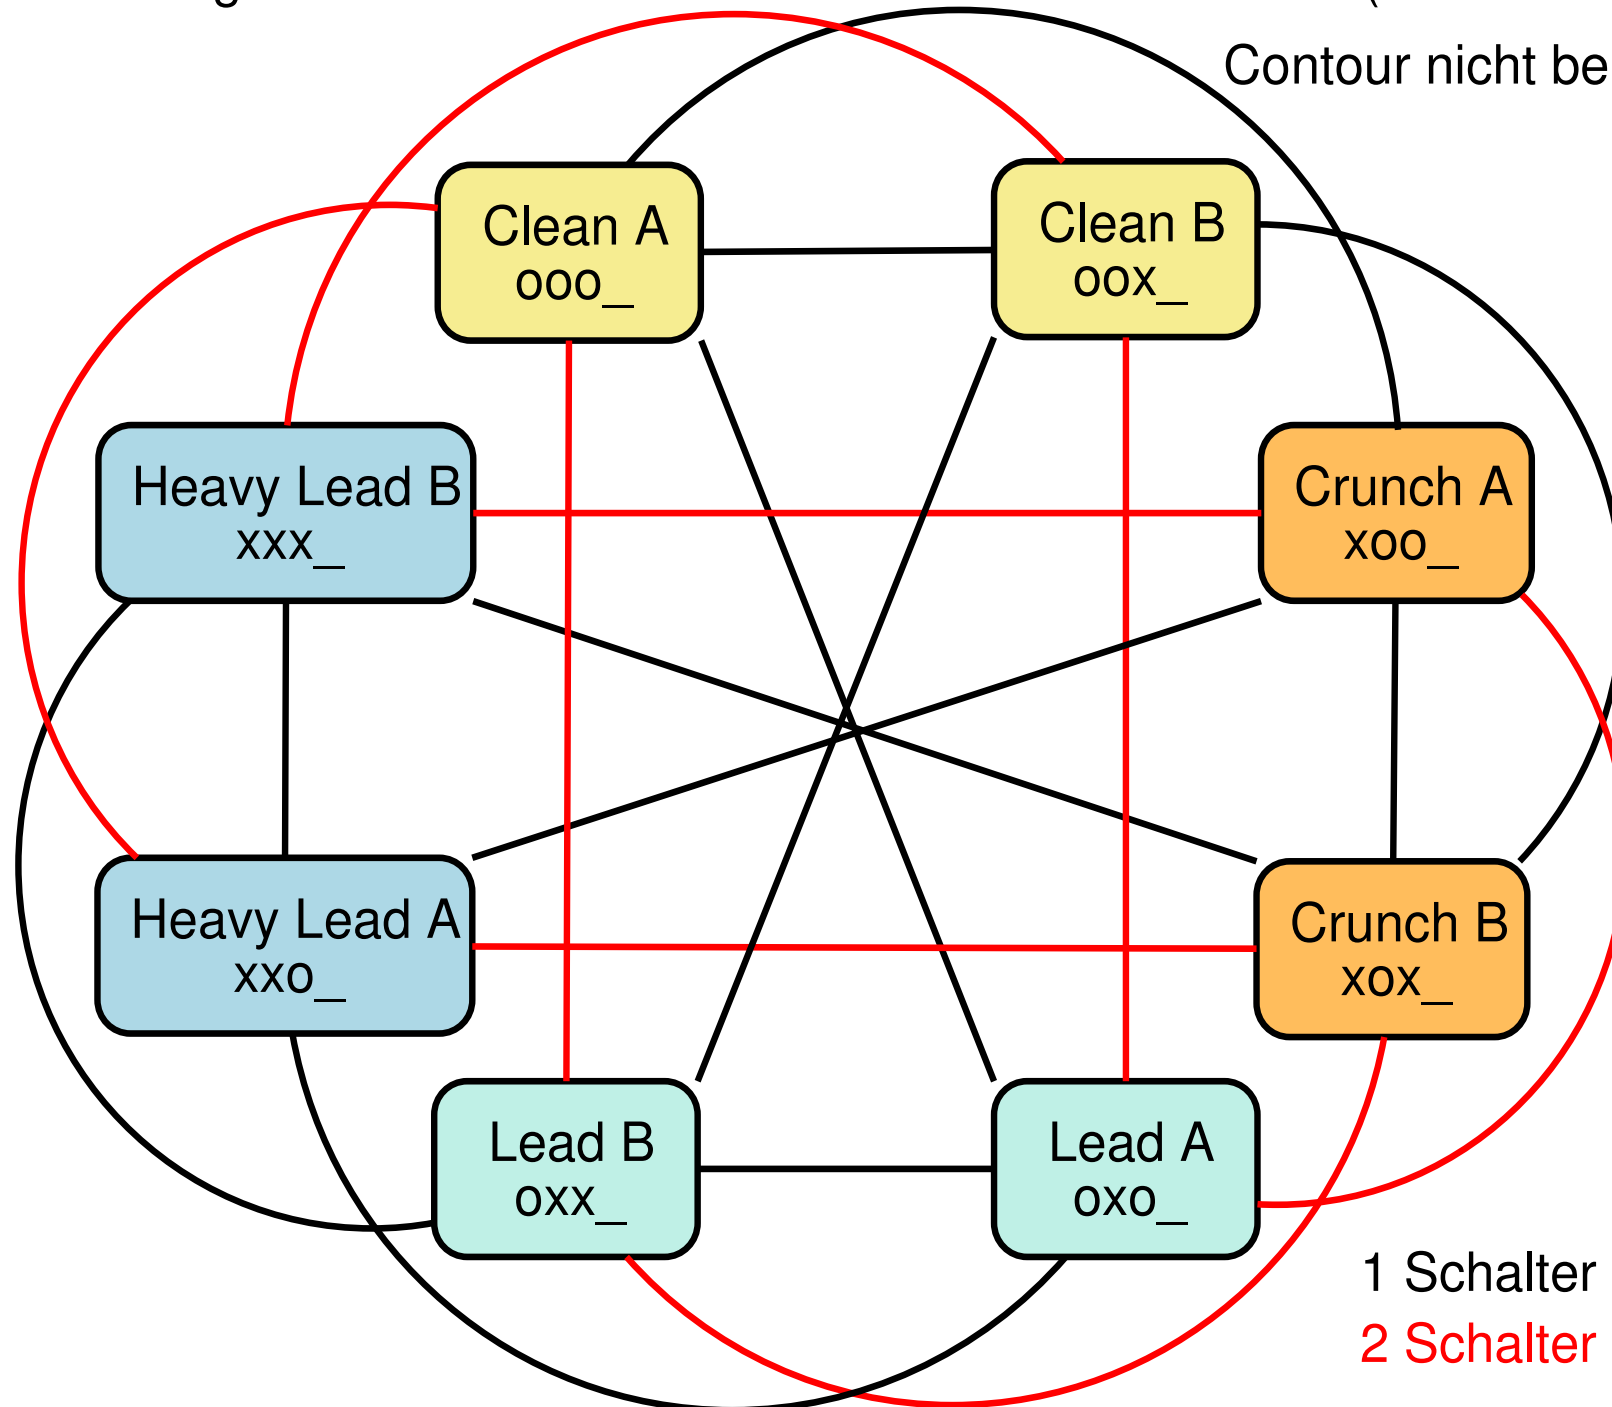 Contour nicht be
Clean A
ooo_
Clean B
oox_
Heavy Lead B
xxx_
Crunch A
xoo_
Heavy Lead A
xxo_
Crunch B
xox_
Lead B
oxx_
Lead A
oxo_
1 Schalter
2 Schalter